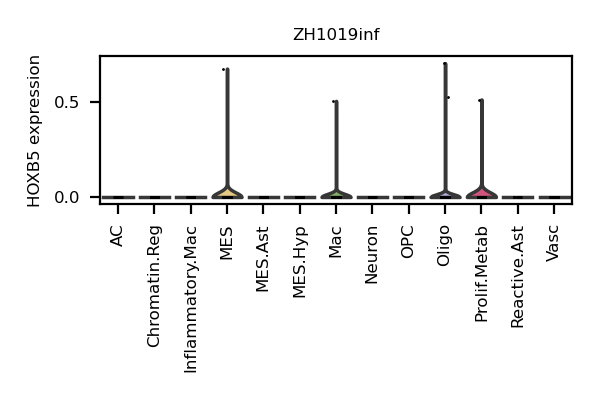 ZH1019inf
HOXB5 expression
0.5
0.0
AC
Chromatin.Reg
Inflammatory.Mac
MES
MES.Ast
MES.Hyp
Mac
Neuron
OPC
Oligo
Prolif.Metab
Reactive.Ast
Vasc